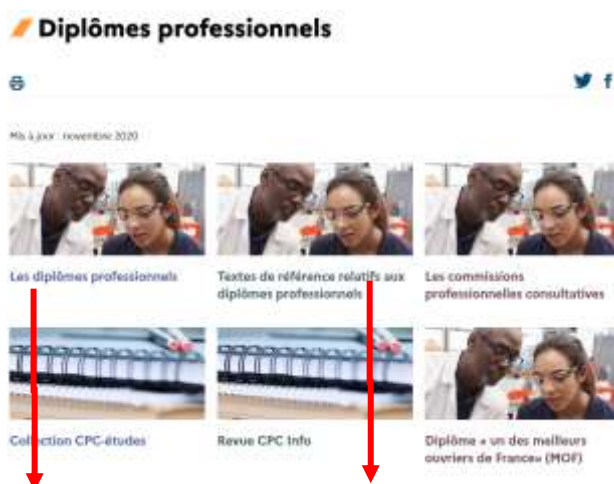 Diplômes professionnels
Mis à jour : novembre 2020
Les diplômes professionnels
Textes de référence relatifs aux
diplômes professionnels
Les commissions
professionnelles consultatives
Collection CPC-études
Revue CPC Info
Diplôme « un des meilleurs
ouvriers de France» (MOF)